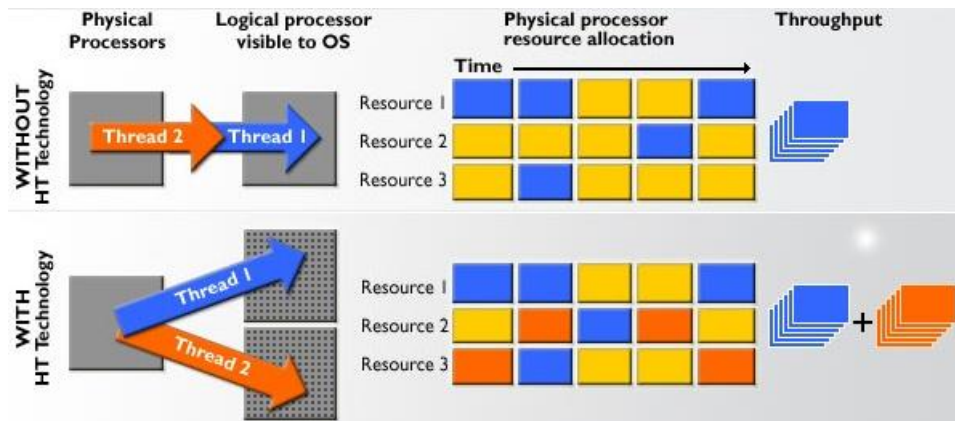 Physical
Processors
Logical processor
visible to OS
Physical processor
resource allocation
Throughput
Time
WITHOUT
HT Technology
Thread 2
Thread 1
Resource 1
Resource 2
Resource 3
WITH
HT Technology
Thread 1
Thread 2
Resource 1
Resource 2
Resource 3
+